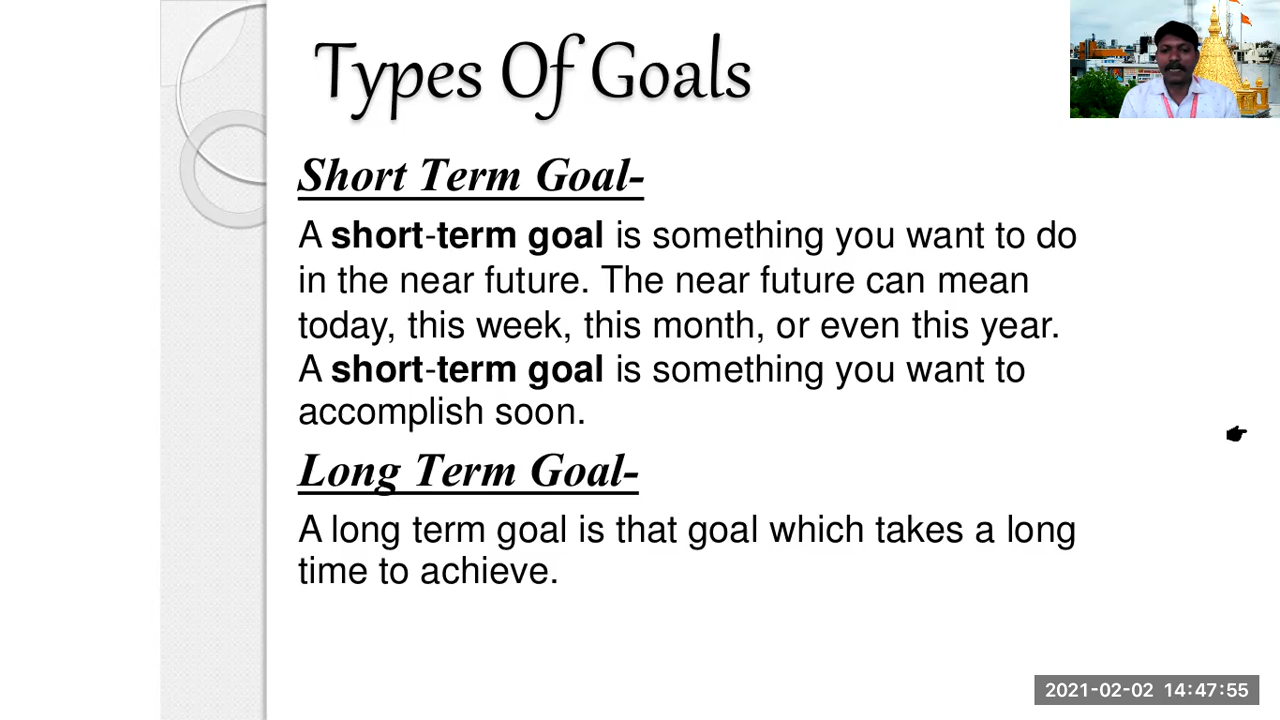 Types Of Goals
Short Term Goal-
A short-term goal is something you want to do
in the near future. The near future can mean
today, this week, this month, or even this year.
A short-term goal is something you want to
accomplish soon.
Long Term Goal-
A long term goal is that goal which takes a long
time to achieve.
2021-02-02 14:47:55